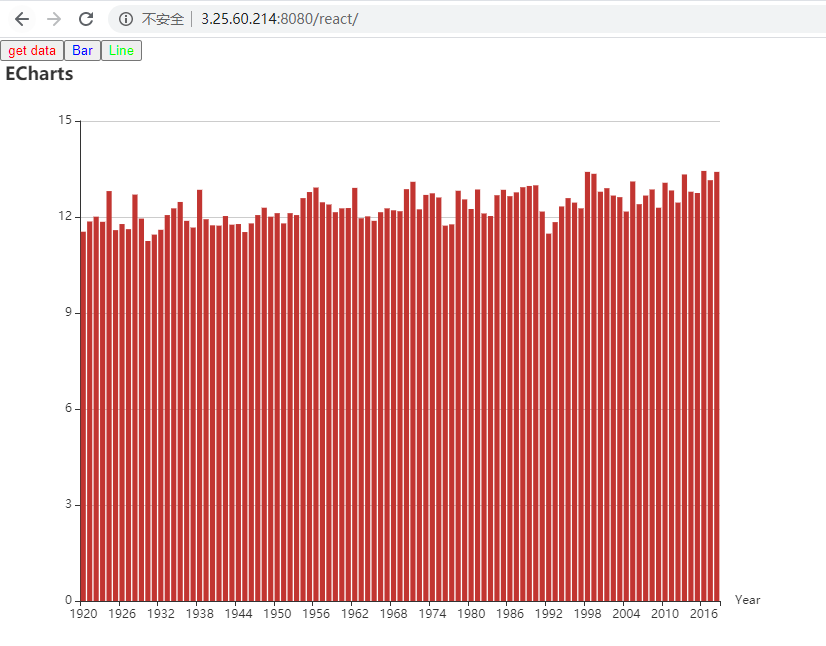 不安全 3.25.60.214:8080/react/
get data Bar Line
ECharts
15
12
9
6
3
0
1920 1926 1932 1938 1944 1950 1956 1962 1968 1974 1980 1986 1992 1998 2004 2010 2016 Year